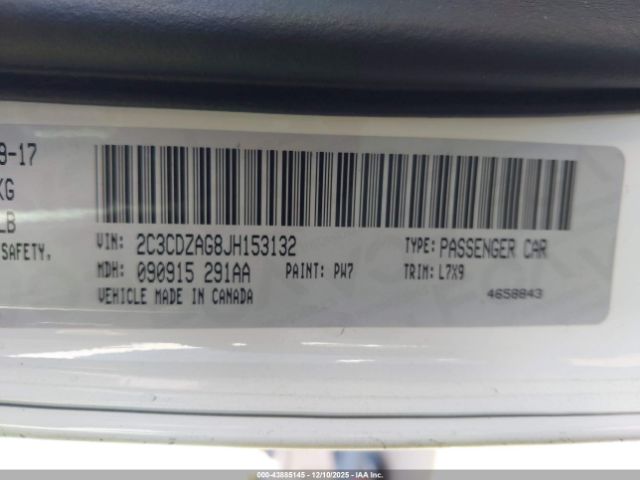 9-17
KG
LB
SAFETY.
VIN: 2C3CDZAG8JH153132 TYPE: PASSENGER CAR
MDH: 090915 291AA PAINT: PW7 TRIM: L7X9
VEHICLE MADE IN CANADA 4658843
000-43885145 - 12/10/2025 - IAA Inc.